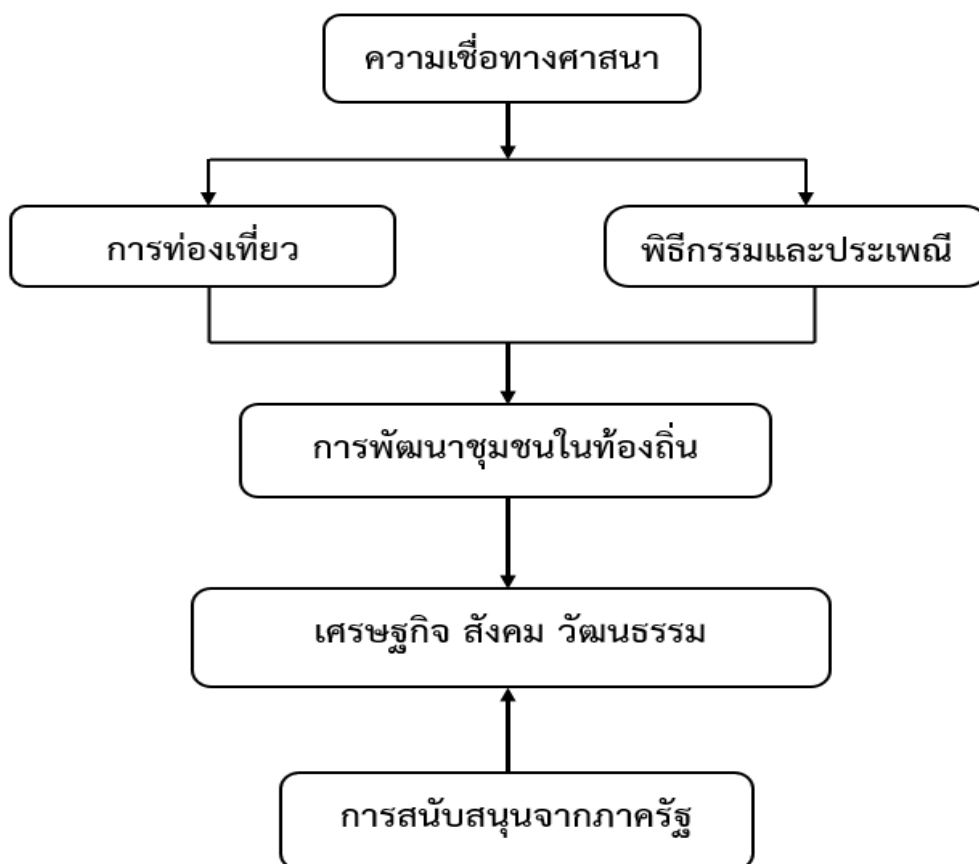 ความเชื่อทางศาสนา
การท่องเที่ยว
พิธีกรรมและประเพณี
การพัฒนาชุมชนในท้องถิ่น
เศรษฐกิจ สังคม วัฒนธรรม
การสนับสนุนจากภาครัฐ